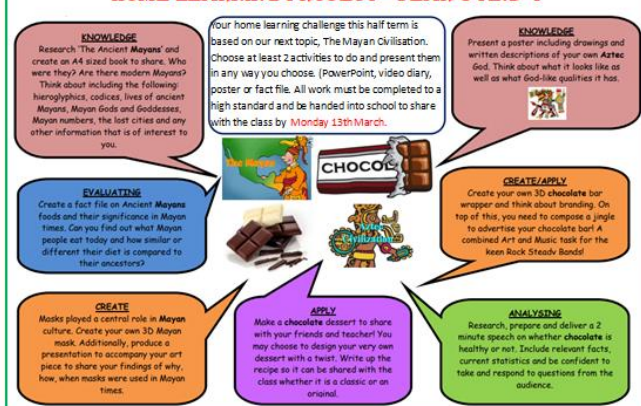 KNOWLEDGE
Research 'The Ancient Mayans' and
create an A4 sized book to share. Who
were they? Are there modern Mayans?
Think about including the following:
hieroglyphics, codices, lives of ancient
Mayans, Mayan Gods and Goddesses,
Mayan numbers, the lost cities and any
other information that is of interest to
you.
Your home learning challenge this half term is
based on our next topic, The Mayan Civilisation.
Choose at least 2 activities to do and present them
in any way you choose. (PowerPoint, video diary,
poster or fact file. All work must be completed to a
high standard and be handed into school to share
with the class by Monday 13th March.
KNOWLEDGE
Present a poster including drawings and
written descriptions of your own Aztec
God. Think about what it looks like as
well as what God-like qualities it has.
The Mayan
CHOCOL
EVALUATING
Create a fact file on Ancient Mayans
foods and their significance in Mayan
times. Can you find out what Mayan
people eat today and how similar or
different their diet is compared to
their ancestors?
Aztec
Civilization
CREATE/APPLY
Create your own 3D chocolate bar
wrapper and think about branding. On
top of this, you need to compose a jingle
to advertise your chocolate bar! A
combined Art and Music task for the
keen Rock Steady Bands!
CREATE
Masks played a central role in Mayan
culture. Create your own 3D Mayan
mask. Additionally, produce a
presentation to accompany your art
piece to share your findings of why,
how, when masks were used in Mayan
times.
APPLY
Make a chocolate dessert to share
with your friends and teacher! You
may choose to design your very own
dessert with a twist. Write up the
recipe so it can be shared with the
class whether it is a classic or an
original.
ANALYSING
Research, prepare and deliver a 2
minute speech on whether chocolate is
healthy or not. Include relevant facts,
current statistics and be confident to
take and respond to questions from the
audience.